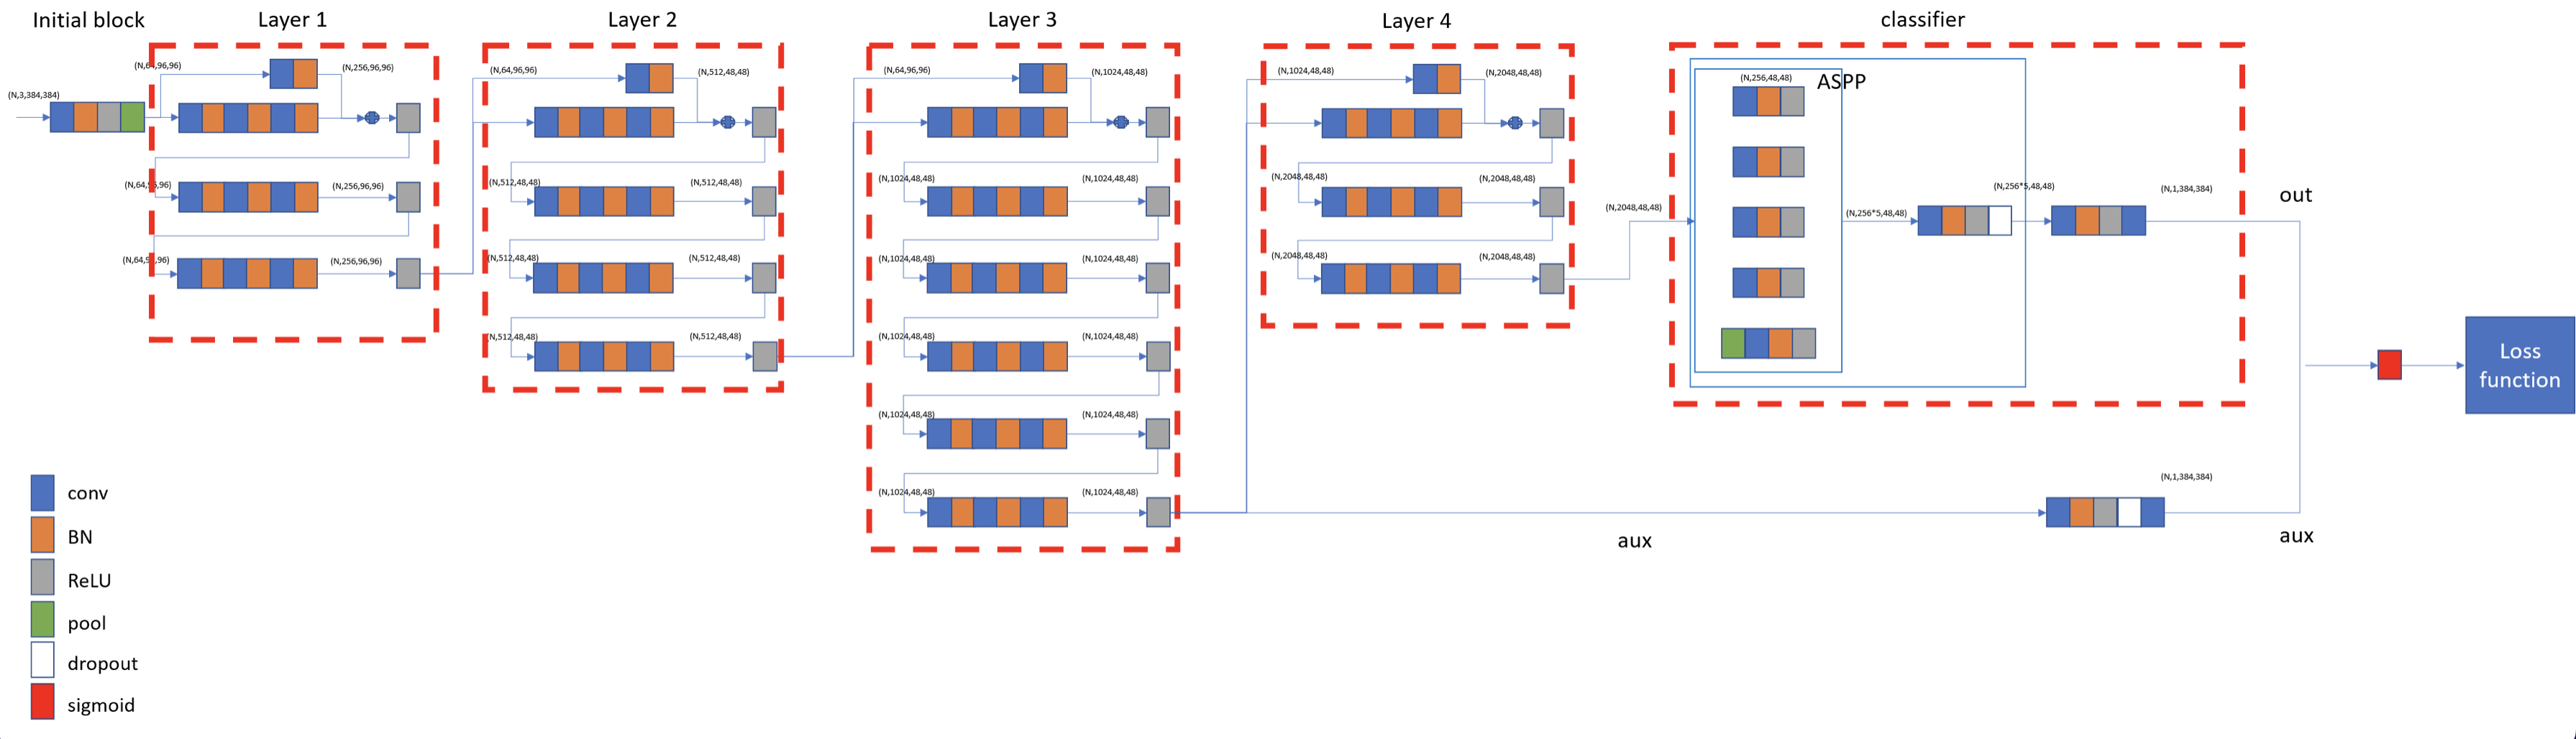 Initial block
Layer 1
Layer 2
Layer 3
Layer 4
classifier
(N,3,384,384)
(N,64,96,96)
(N,256,96,96)
(N,64,96,96)
(N,256,96,96)
(N,64,96,96)
(N,256,96,96)
(N,64,96,96)
(N,512,48,48)
(N,512,48,48)
(N,512,48,48)
(N,512,48,48)
(N,512,48,48)
(N,512,48,48)
(N,512,48,48)
(N,64,96,96)
(N,1024,48,48)
(N,1024,48,48)
(N,1024,48,48)
(N,1024,48,48)
(N,1024,48,48)
(N,1024,48,48)
(N,1024,48,48)
(N,1024,48,48)
(N,1024,48,48)
(N,1024,48,48)
(N,1024,48,48)
(N,1024,48,48)
(N,2048,48,48)
(N,2048,48,48)
(N,2048,48,48)
(N,2048,48,48)
(N,2048,48,48)
(N,2048,48,48)
(N,256,48,48)
ASPP
(N,256*5,48,48)
(N,256*5,48,48)
(N,1,384,384)
out
Loss
function
(N,1,384,384)
aux
aux
conv
BN
ReLU
pool
dropout
sigmoid